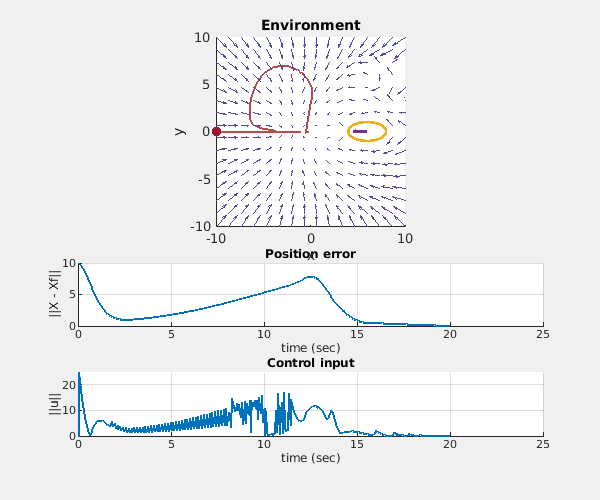 Environment
10
5
0
-5
-10
y
-10 0 10
x
Position error
10
5
0
||X - Xf||
0 5 10 15 20 25
time (sec)
Control input
20
10
0
||u||
0 5 10 15 20 25
time (sec)